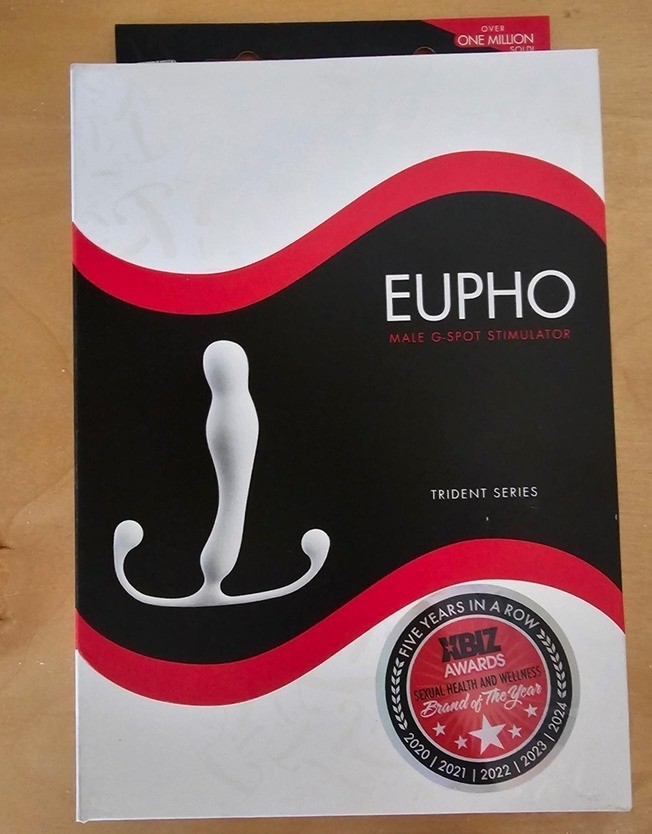 OVER
ONE MILLION
SOLD!
EUPHO
MALE G-SPOT STIMULATOR
TRIDENT SERIES
FIVE YEARS IN A ROW
XBIZ
AWARDS
SEXUAL HEALTH AND WELLNESS
Brand of The Year
2020 | 2021 | 2022 | 2023 | 2024